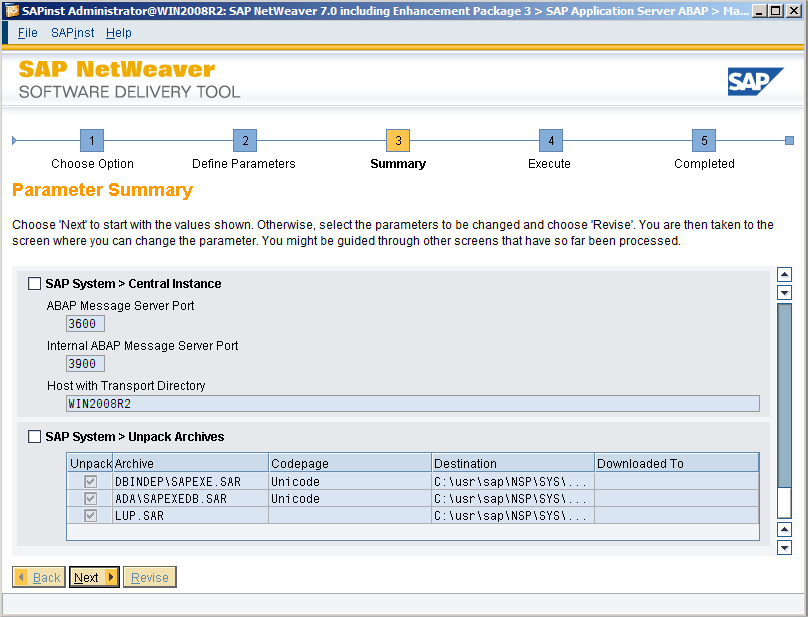 SAPinst Administrator@WIN2008R2: SAP NetWeaver 7.0 including Enhancement Package 3 > SAP Application Server ABAP > Ma...
File SAPinst Help
SAP NetWeaver
SOFTWARE DELIVERY TOOL
SAP
1 2 3 4 5
Choose Option Define Parameters Summary Execute Completed
Parameter Summary
Choose 'Next' to start with the values shown. Otherwise, select the parameters to be changed and choose 'Revise'. You are then taken to the
screen where you can change the parameter. You might be guided through other screens that have so far been processed.
SAP System > Central Instance
ABAP Message Server Port
3600
Internal ABAP Message Server Port
3900
Host with Transport Directory
WIN2008R2
SAP System > Unpack Archives
Unpack Archive Codepage Destination Downloaded To
DBINDEP\SAPEXE.SAR Unicode C:\usr\sap\NSP\SYS\...
ADA\SAPEXEDB.SAR Unicode C:\usr\sap\NSP\SYS\...
LUP.SAR C:\usr\sap\NSP\SYS\...
Back Next Revise